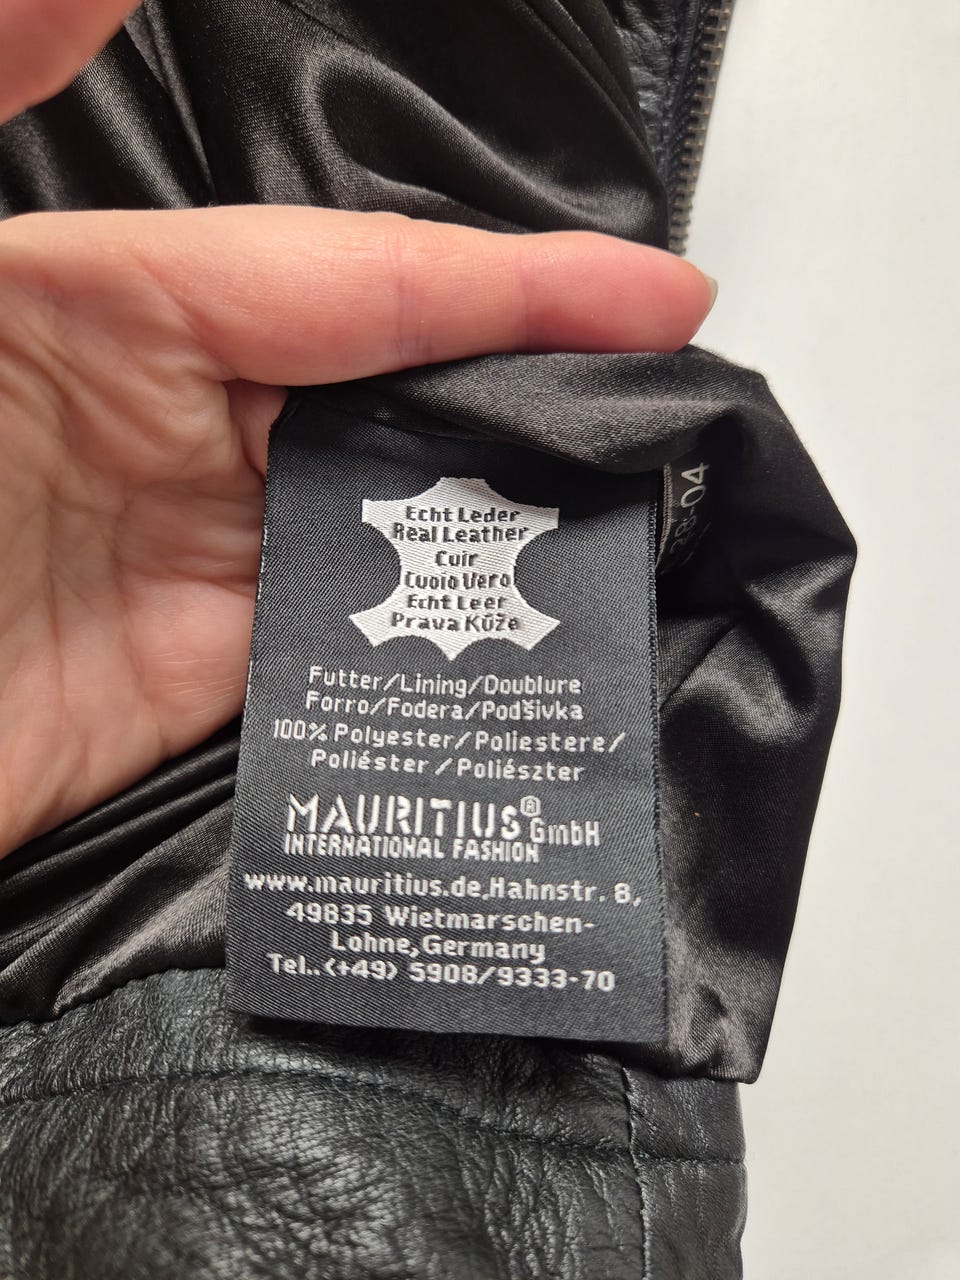 Echt Leder
Real Leather
Cuir
Cuoio Vero
Echt Leer
Prava Kůže
Futter/Lining/Doublure
Forro/Fodera/Podšivka
100% Polyester/Poliestere/
Poliéster/Poliészter
MAURITIUS® GmbH
INTERNATIONAL FASHION
www.mauritius.de,Hahnstr. 8,
49835 Wietmarschen-
Lohne,Germany
Tel.. (+49) 5908/9333-70